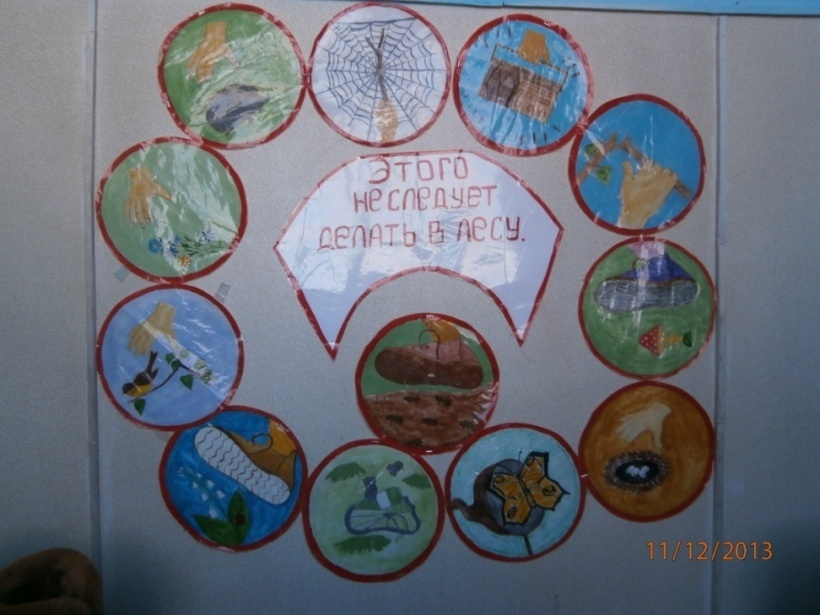 ЭТОГО
НЕ СЛЕДУЕТ
ДЕЛАТЬ В ЛЕСУ.
11/12/2013